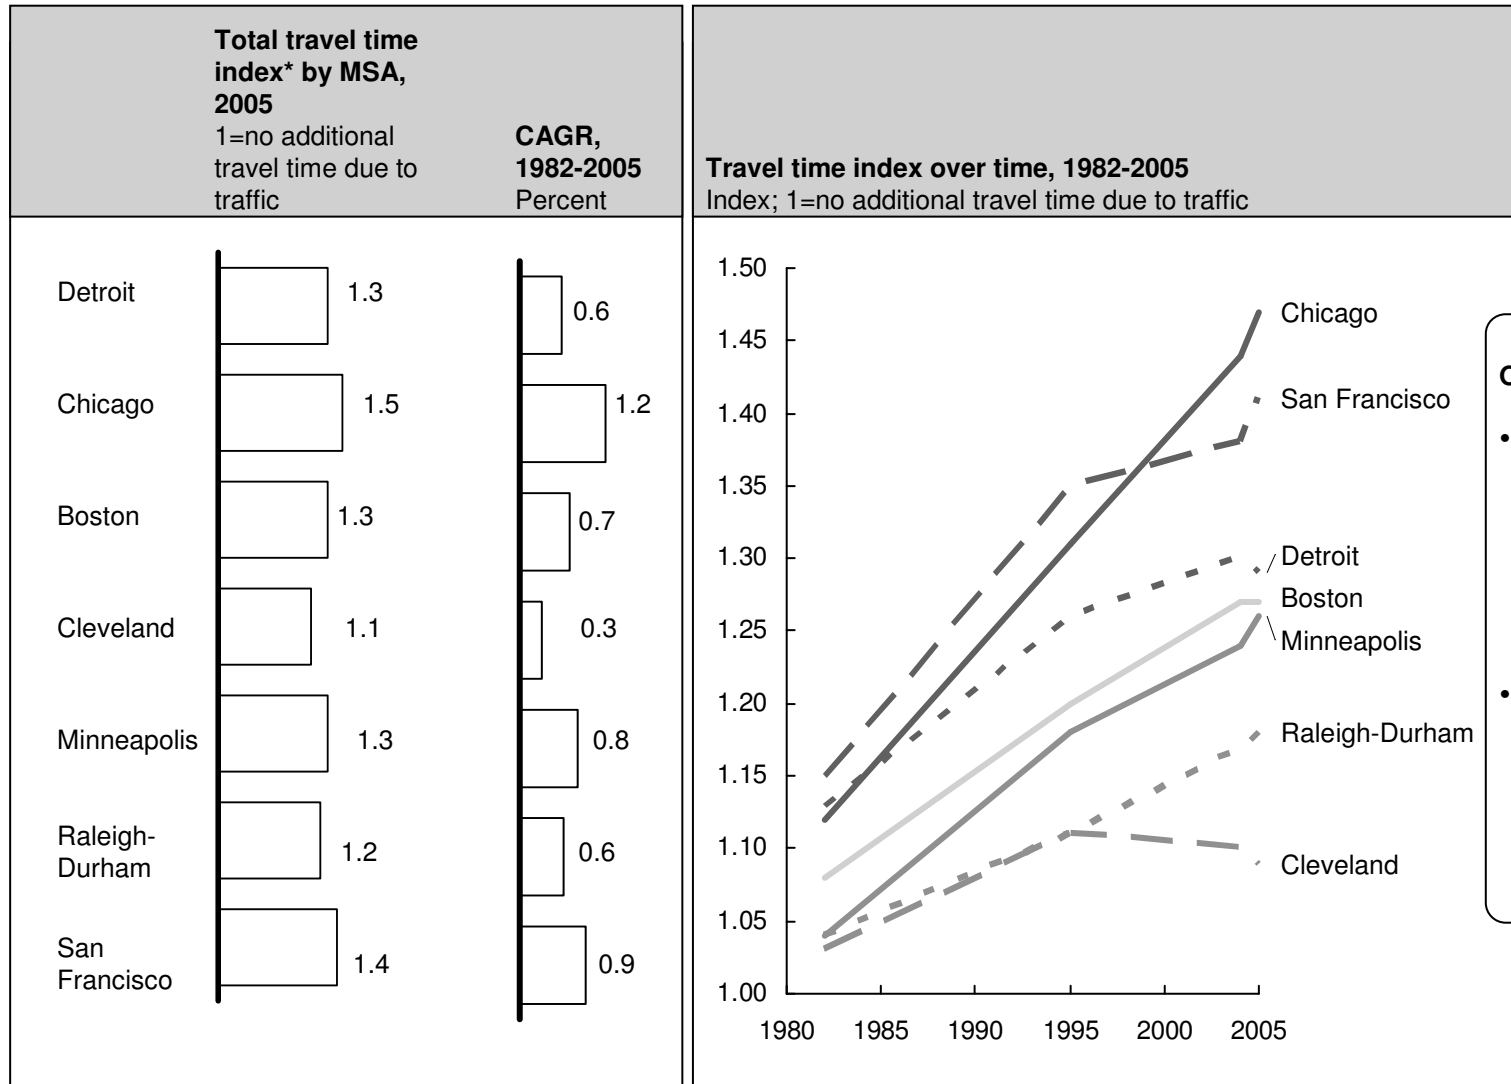 Total travel time
index* by MSA,
2005
1=no additional
travel time due to
traffic
CAGR,
1982-2005
Percent
Detroit
1.3
0.6
Chicago
1.5
1.2
Boston
1.3
0.7
Cleveland
1.1
0.3
Minneapolis
1.3
0.8
Raleigh-
Durham
1.2
0.6
San
Francisco
1.4
0.9
Travel time index over time, 1982-2005
Index; 1=no additional travel time due to traffic
1.50
1.45
1.40
1.35
1.30
1.25
1.20
1.15
1.10
1.05
1.00
1980
1985
1990
1995
2000
2005
Chicago
San Francisco
Detroit
Boston
Minneapolis
Raleigh-Durham
Cleveland
•
•